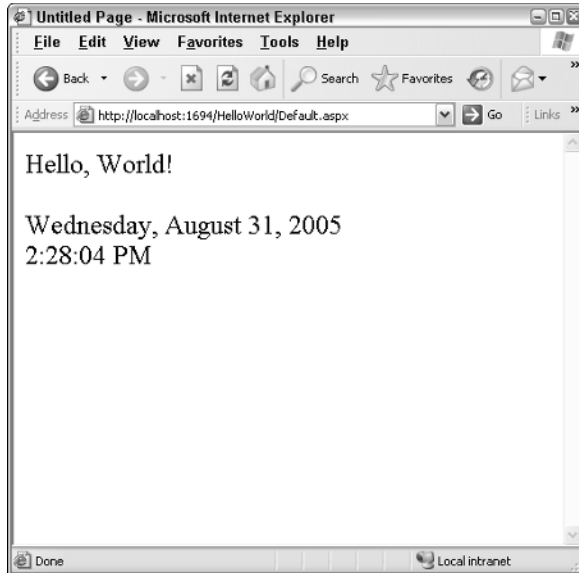 Untitled Page - Microsoft Internet Explorer
File Edit View Favorites Tools Help
Back Search Favorites »
Address http://localhost:1694/HelloWorld/Default.aspx Go Links »
Hello, World!
Wednesday, August 31, 2005
2:28:04 PM
Done Local intranet